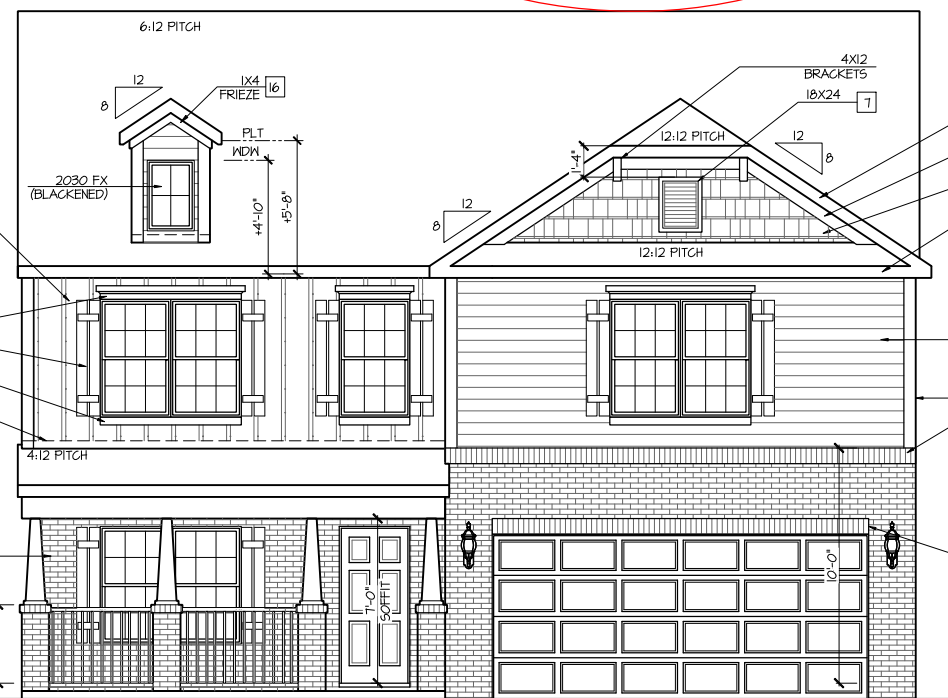 6:12 PITCH
4X12
BRACKETS
12
8
1X4
FRIEZE
16
18X24
7
PLT
WDW
12:12 PITCH
12
8
1'-4"
2030 FX
(BLACKENED)
+4'-10"
+5'-8"
12
8
12:12 PITCH
4:12 PITCH
7'-0"
SOFFIT
10'-0"